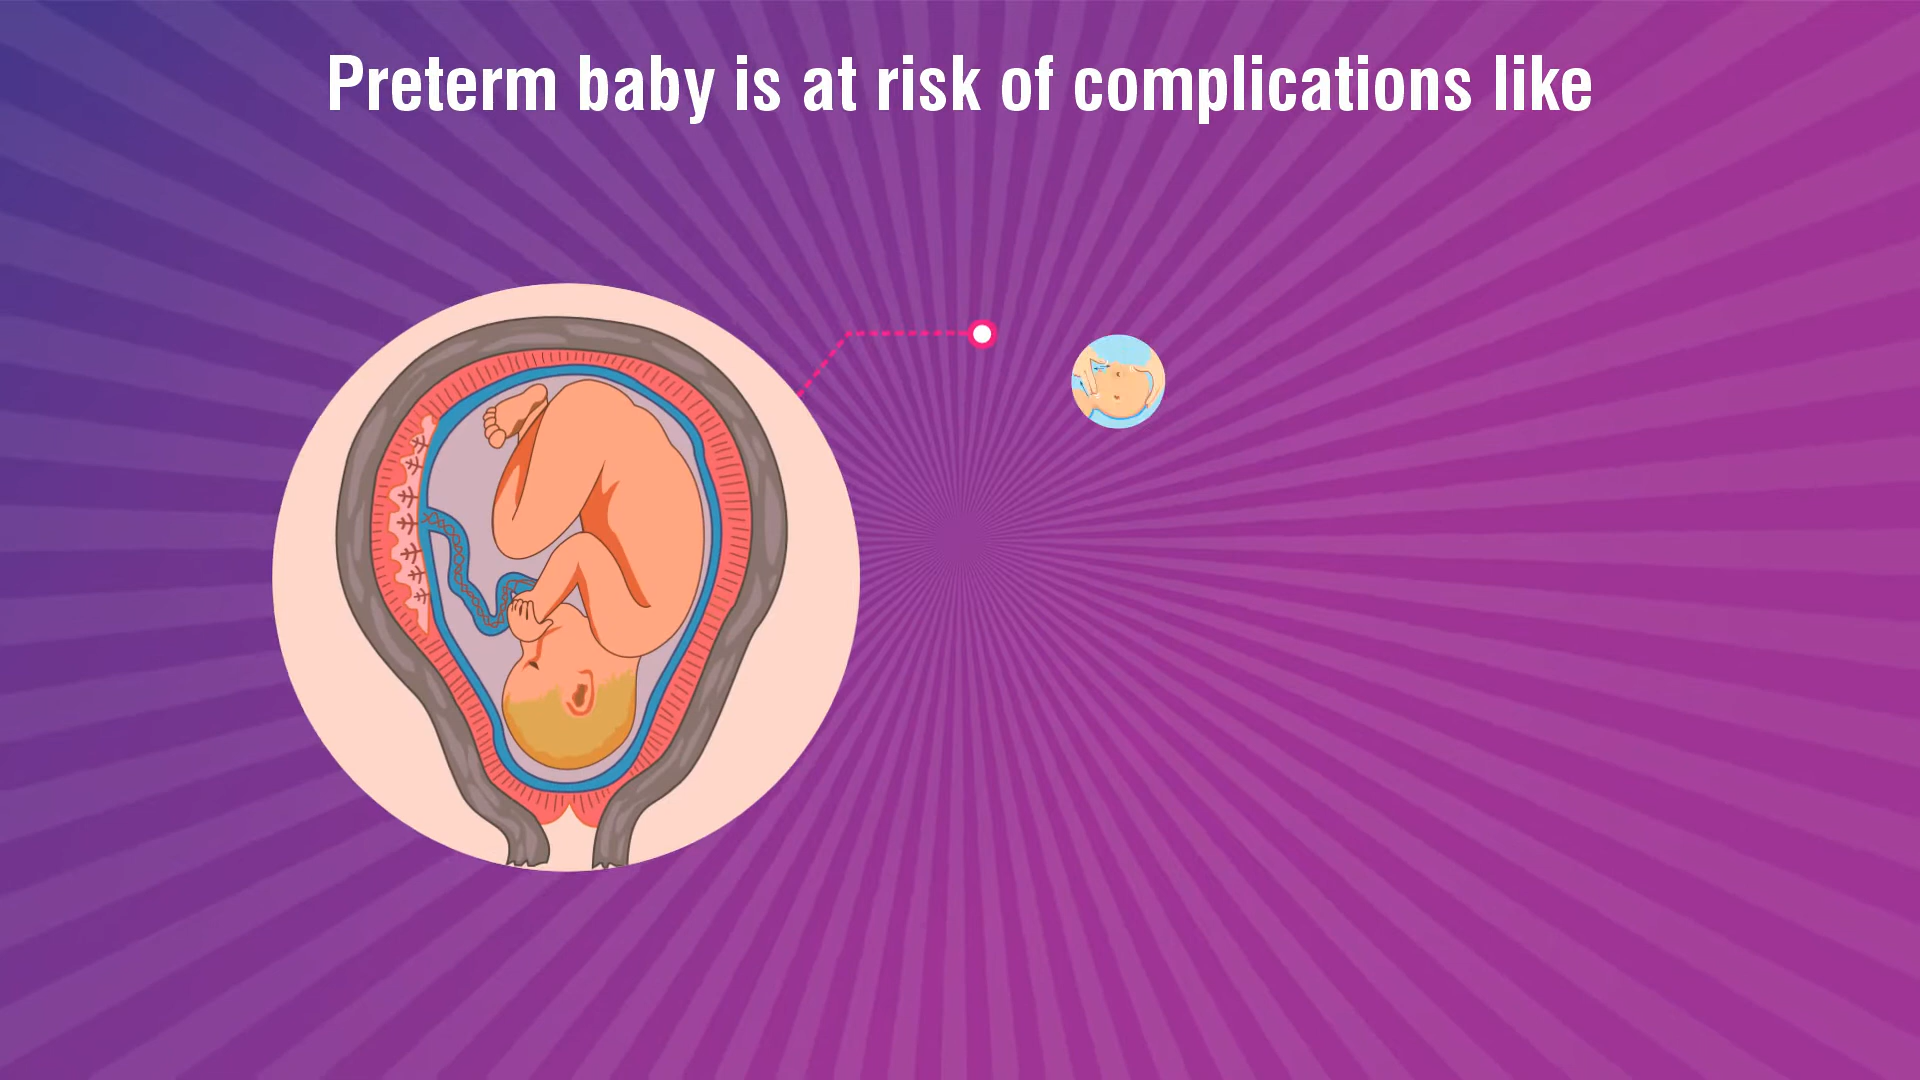 Preterm baby is at risk of complications like